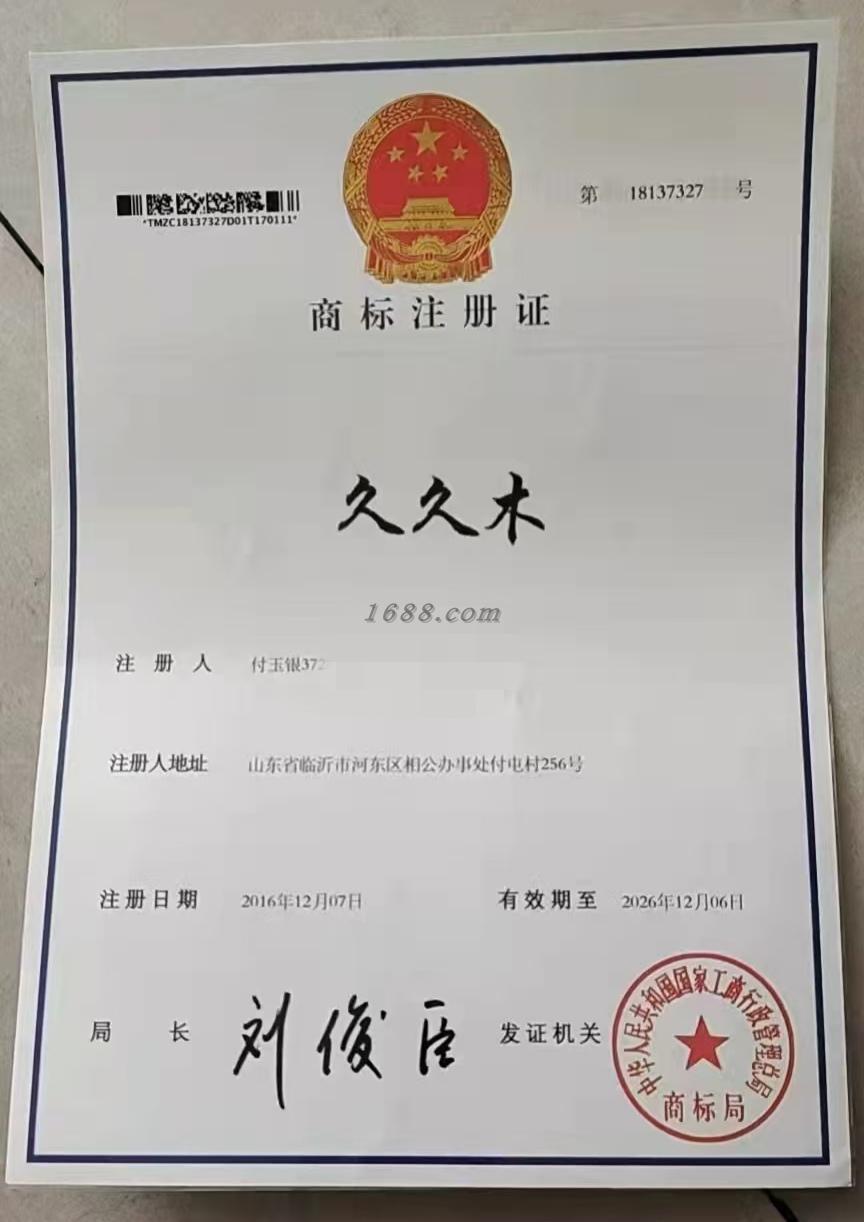 第 18137327 号
*TMZC18137327D01T170111*
商标注册证
久久木
1688.com
注册人 付玉银372
注册人地址 山东省临沂市河东区相公办事处付屯村256号
注册日期 2016年12月07日 有效期至 2026年12月06日
局长 刘俊臣 发证机关
中华人民共和国国家工商行政管理总局
商标局